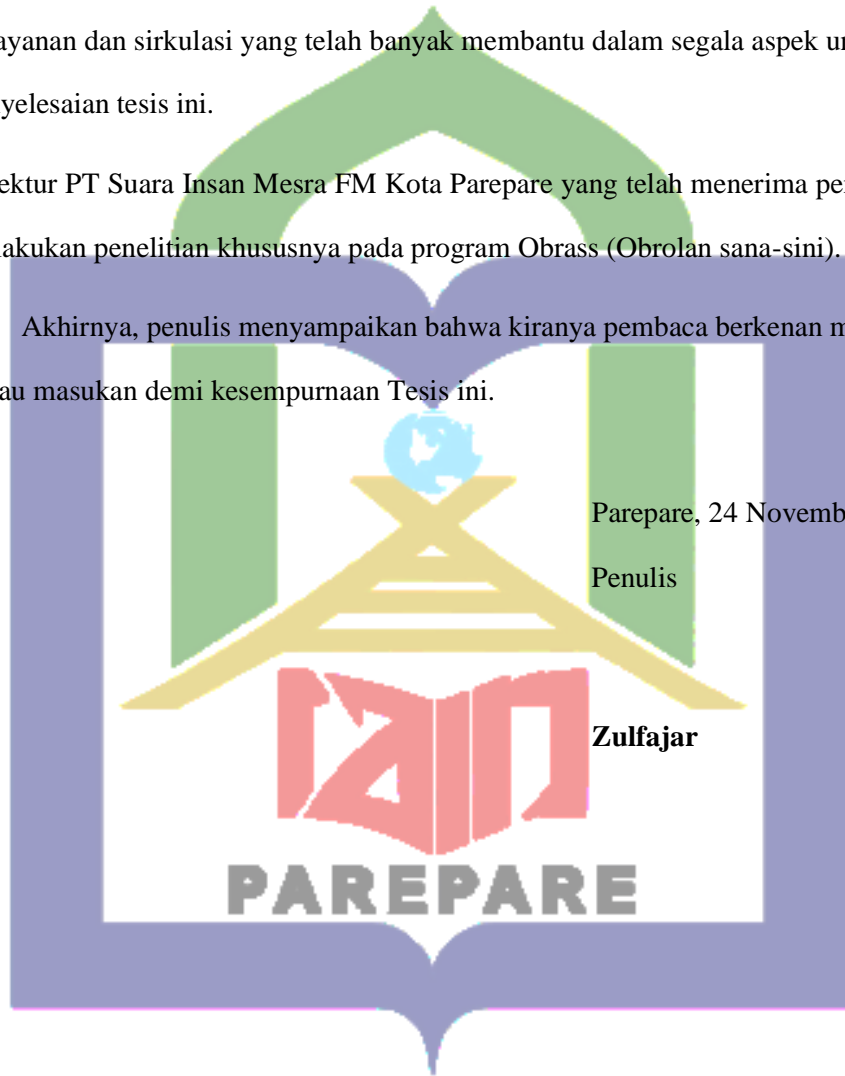 ayanan dan sirkulasi yang telah banyak membantu dalam segala aspek u
yelesaian tesis ini.
ektur PT Suara Insan Mesra FM Kota Parepare yang telah menerima pe
lakukan penelitian khususnya pada program Obrass (Obrolan sana-sini).
Akhirnya, penulis menyampaikan bahwa kiranya pembaca berkenan m
au masukan demi kesempurnaan Tesis ini.
Parepare, 24 Novemb
Penulis
Zulfajar
iain
PAREPARE